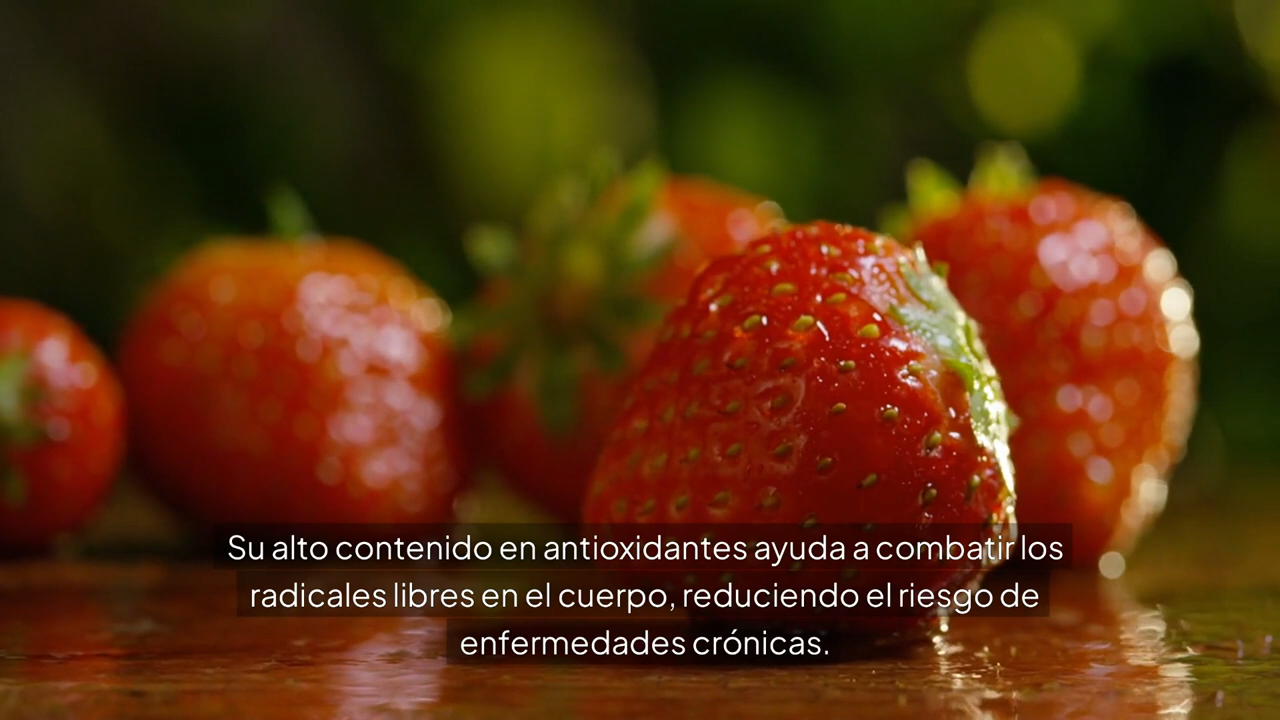 Su alto contenido en antioxidantes ayuda a combatir los
radicales libres en el cuerpo, reduciendo el riesgo de
enfermedades crónicas.